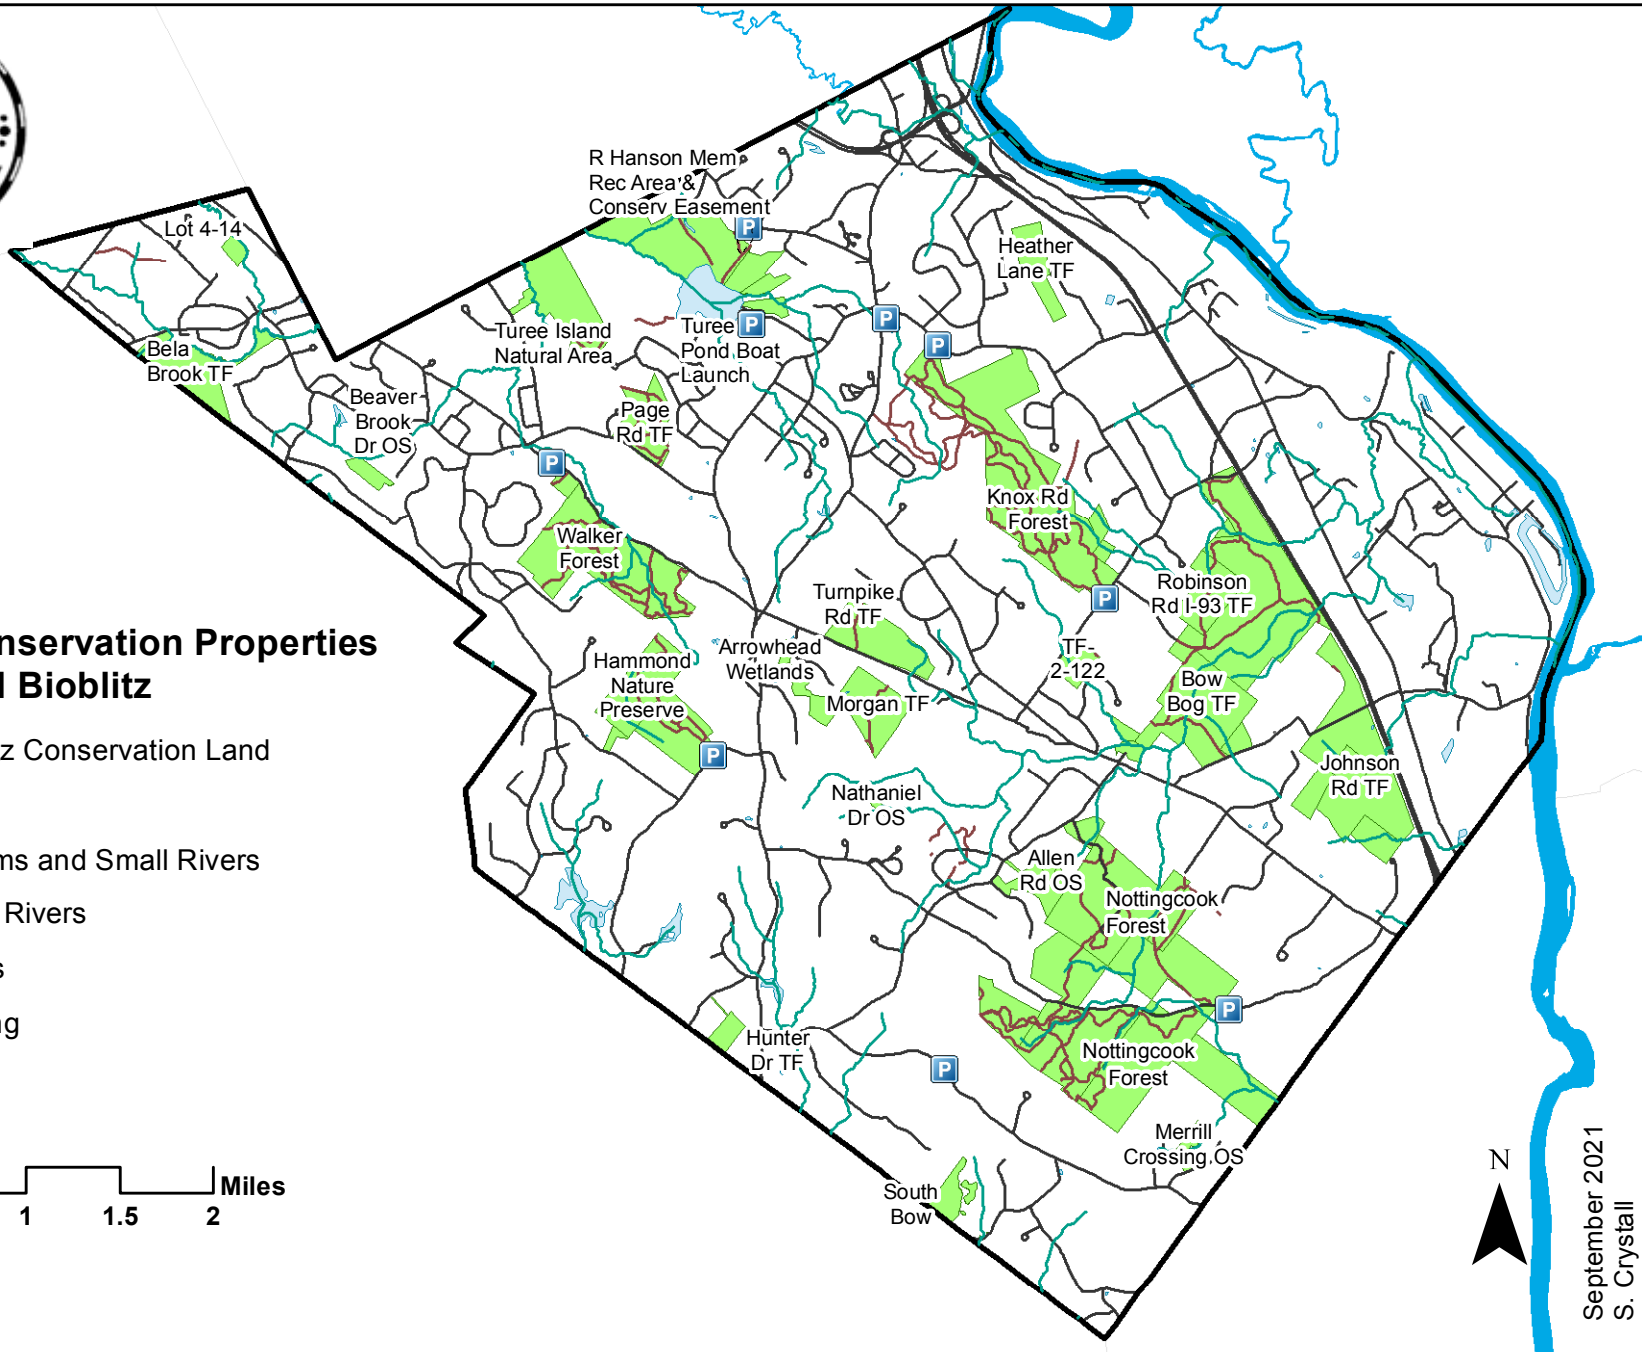 R Hanson Mem
Rec Area &
Conserv Easement
P
Lot 4-14
Heather
Lane TF
Turee Island
Natural Area
Turee
Pond Boat
Launch
P
P
P
Bela
Brook TF
Beaver
Brook
Dr OS
Page
Rd TF
P
Knox Rd
Forest
Walker
Forest
Turnpike
Rd TF
Robinson
Rd I-93 TF
P
nservation Properties
Bioblitz
Arrowhead
Wetlands
TF-
2-122
Hammond
Nature
Preserve
Morgan TF
Bow
Bog TF
P
z Conservation Land
Johnson
Rd TF
Nathaniel
Dr OS
ms and Small Rivers
Allen
Rd OS
Rivers
Nottingcook
Forest
s
P
ng
Hunter
Dr TF
Nottingcook
Forest
P
Merrill
Crossing OS
South
Bow
Miles
1 1.5 2
N
September 2021
S. Crystall